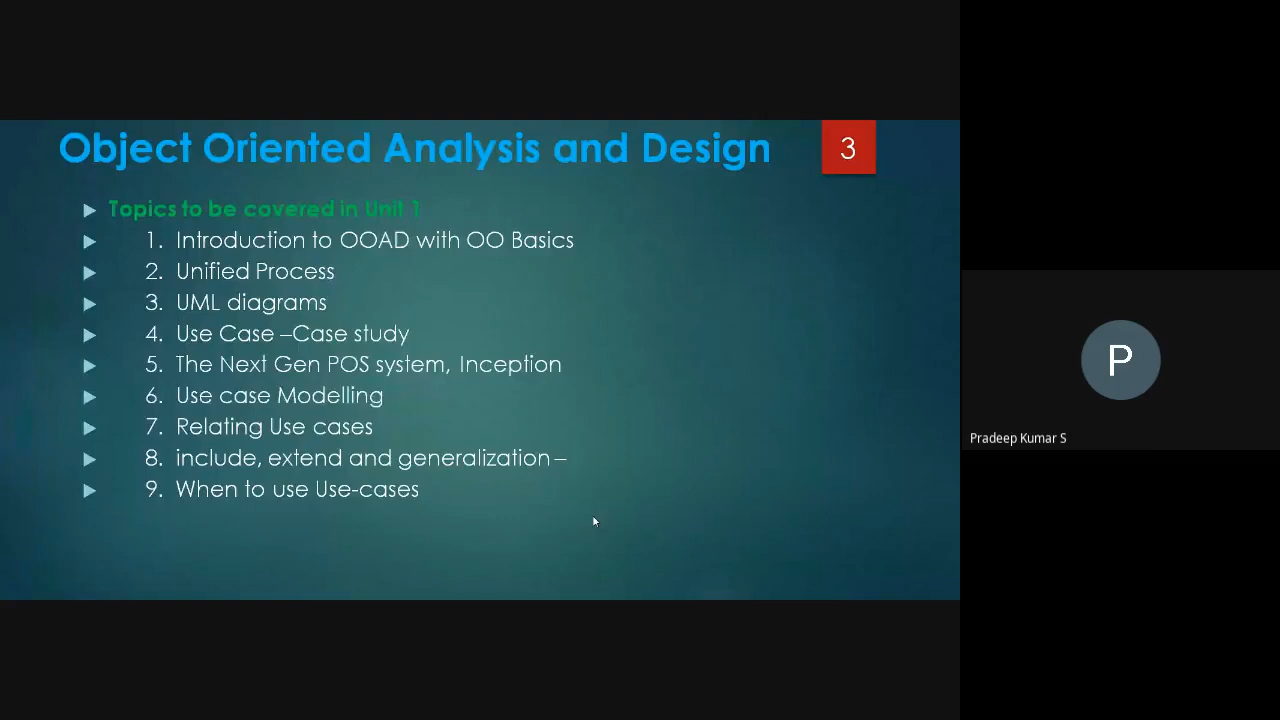 Object Oriented Analysis and Design
3
Topics to be covered in Unit 1
1. Introduction to OOAD with OO Basics
2. Unified Process
3. UML diagrams
4. Use Case –Case study
5. The Next Gen POS system, Inception
6. Use case Modelling
7. Relating Use cases
8. include, extend and generalization –
9. When to use Use-cases
P
Pradeep Kumar S